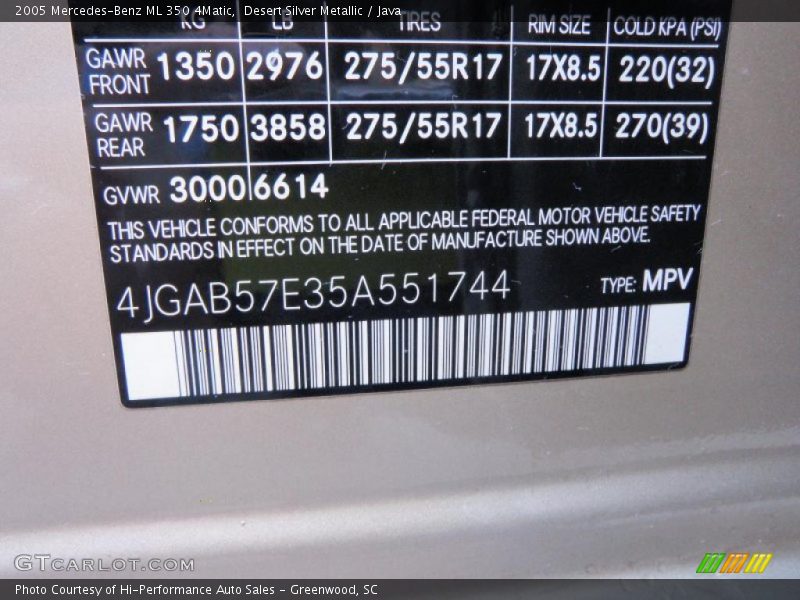 2005 Mercedes-Benz ML 350 4Matic, Desert Silver Metallic / Java
KG LB TIRES RIM SIZE COLD KPA (PSI)
GAWR FRONT 1350 2976 275/55R17 17X8.5 220(32)
GAWR REAR 1750 3858 275/55R17 17X8.5 270(39)
GVWR 3000 6614
THIS VEHICLE CONFORMS TO ALL APPLICABLE FEDERAL MOTOR VEHICLE SAFETY
STANDARDS IN EFFECT ON THE DATE OF MANUFACTURE SHOWN ABOVE.
4JGAB57E35A551744 TYPE: MPV
GTCARLOT.COM
Photo Courtesy of Hi-Performance Auto Sales - Greenwood, SC